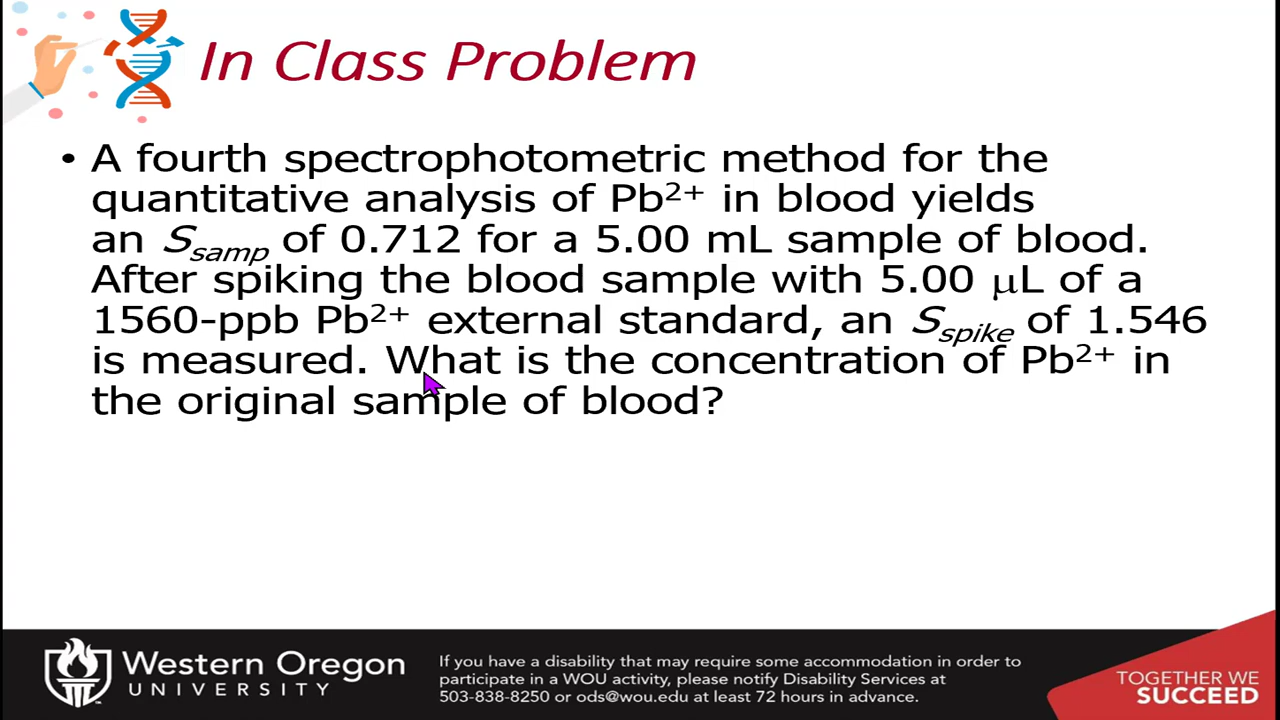 In Class Problem
• A fourth spectrophotometric method for the
quantitative analysis of Pb²⁺ in blood yields
an Ssamp of 0.712 for a 5.00 mL sample of blood.
After spiking the blood sample with 5.00 μL of a
1560-ppb Pb²⁺ external standard, an Sspike of 1.546
is measured. What is the concentration of Pb²⁺ in
the original sample of blood?
Western Oregon
UNIVERSITY
If you have a disability that may require some accommodation in order to
participate in a WOU activity, please notify Disability Services at
503-838-8250 or ods@wou.edu at least 72 hours in advance.
TOGETHER WE
SUCCEED